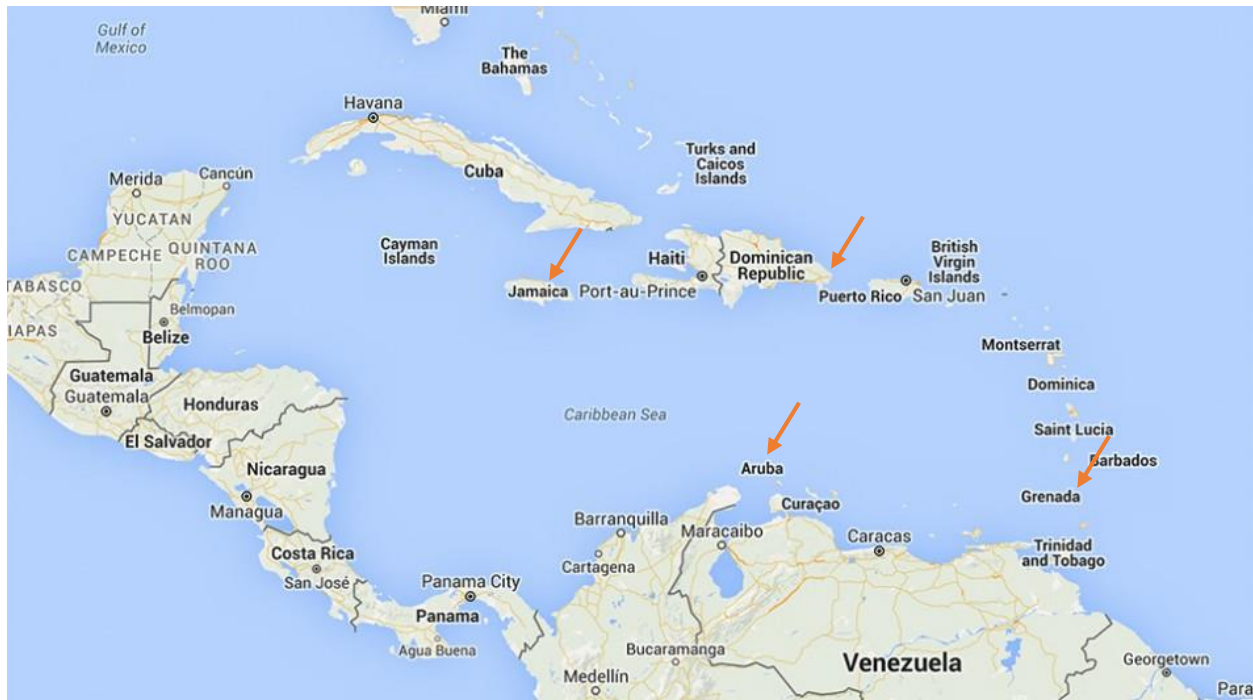 Miami
Gulf of
Mexico
The
Bahamas
Havana
Turks and
Caicos
Islands
Cuba
Merida
Cancún
YUCATAN
CAMPECHE
QUINTANA
ROO
Cayman
Islands
Haiti
Dominican
Republic
British
Virgin
Islands
TABASCO
Jamaica
Port-au-Prince
Puerto Rico
San Juan
Belmopan
IAPAS
Belize
Montserrat
Guatemala
Guatemala
Dominica
Honduras
Caribbean Sea
El Salvador
Saint Lucia
Nicaragua
Aruba
Barbados
Grenada
Curaçao
Managua
Barranquilla
Maracaibo
Caracas
Costa Rica
Cartagena
Trinidad
and Tobago
San José
Panama City
Panama
Agua Buena
Bucaramanga
Venezuela
Georgetown
Medellín
Para